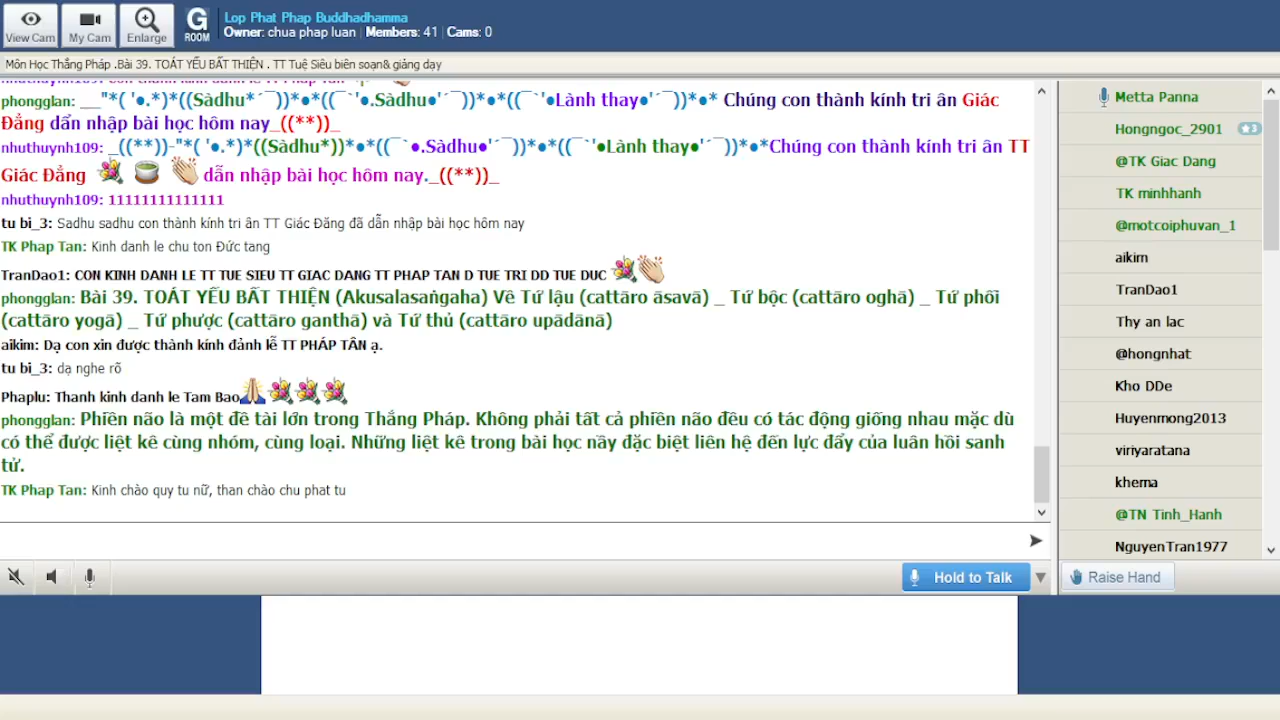 View Cam
My Cam
Enlarge
G
ROOM
Lop Phat Phap Buddhadhamma
Owner: chua phap luan | Members: 41 | Cams: 0
Môn Học Thắng Pháp .Bài 39. TOÁT YẾU BẤT THIỆN . TT Tuệ Siêu biên soạn& giảng dạy
phongglan: __"*( '●.*)*((Sàdhu*´¯))*●*((¯`'●.Sàdhu●'´¯))*●*((¯`'●Lành thay●'´¯))*●* Chúng con thành kính tri ân Giác
Đẳng dẩn nhập bài học hôm nay_((**))_
nhuthuynh109: _((**))-"*( '●.*)*((Sàdhu*))*●*((¯`●.Sàdhu●'´¯))*●*((¯`'●Lành thay●'´¯))*●*Chúng con thành kính tri ân TT
Giác Đẳng dẫn nhập bài học hôm nay._((**))_
nhuthuynh109: 11111111111111
tu bi_3: Sadhu sadhu con thành kính tri ân TT Giác Đăng đã dẫn nhập bài học hôm nay
TK Phap Tan: Kinh danh le chu ton Đức tang
TranDao1: CON KINH DANH LE TT TUE SIEU TT GIAC DANG TT PHAP TAN D TUE TRI DD TUE DUC
phongglan: Bài 39. TOÁT YẾU BẤT THIỆN (Akusalasaṅgaha) Về Tứ lậu (cattāro āsavā) _ Tứ bộc (cattāro oghā) _ Tứ phối
(cattāro yogā) _ Tứ phược (cattāro ganthā) và Tứ thủ (cattāro upādānā)
aikim: Dạ con xin được thành kính đảnh lễ TT PHÁP TÂN ạ.
tu bi_3: dạ nghe rõ
Phaplu: Thanh kinh danh le Tam Bao
phongglan: Phiền não là một đề tài lớn trong Thắng Pháp. Không phải tất cả phiền não đều có tác động giống nhau mặc dù
có thể được liệt kê cùng nhóm, cùng loại. Những liệt kê trong bài học nầy đặc biệt liên hệ đến lực đẩy của luân hồi sanh
tử.
TK Phap Tan: Kinh chào quy tu nữ, than chào chu phat tu
Hold to Talk
Metta Panna
Hongngoc_2901
3
@TK Giac Dang
TK minhhanh
@motcoiphuvan_1
aikim
TranDao1
Thy an lac
@hongnhat
Kho DDe
Huyenmong2013
viriyaratana
khema
@TN Tinh_Hanh
NguyenTran1977
Raise Hand